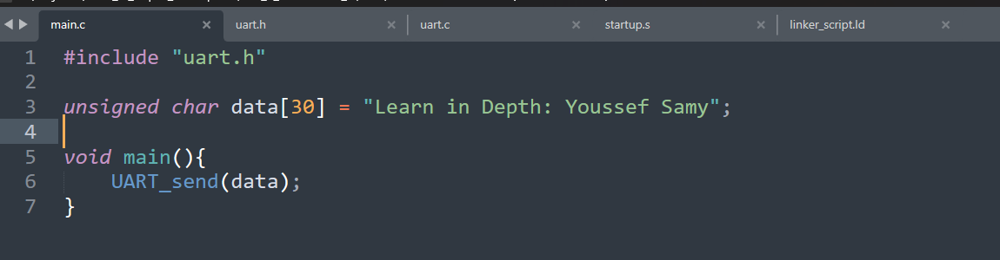 main.c × uart.h × uart.c × startup.s × linker_script.ld ×
1 #include "uart.h"
2
3 unsigned char data[30] = "Learn in Depth: Youssef Samy";
4
5 void main(){
6     UART_send(data);
7 }